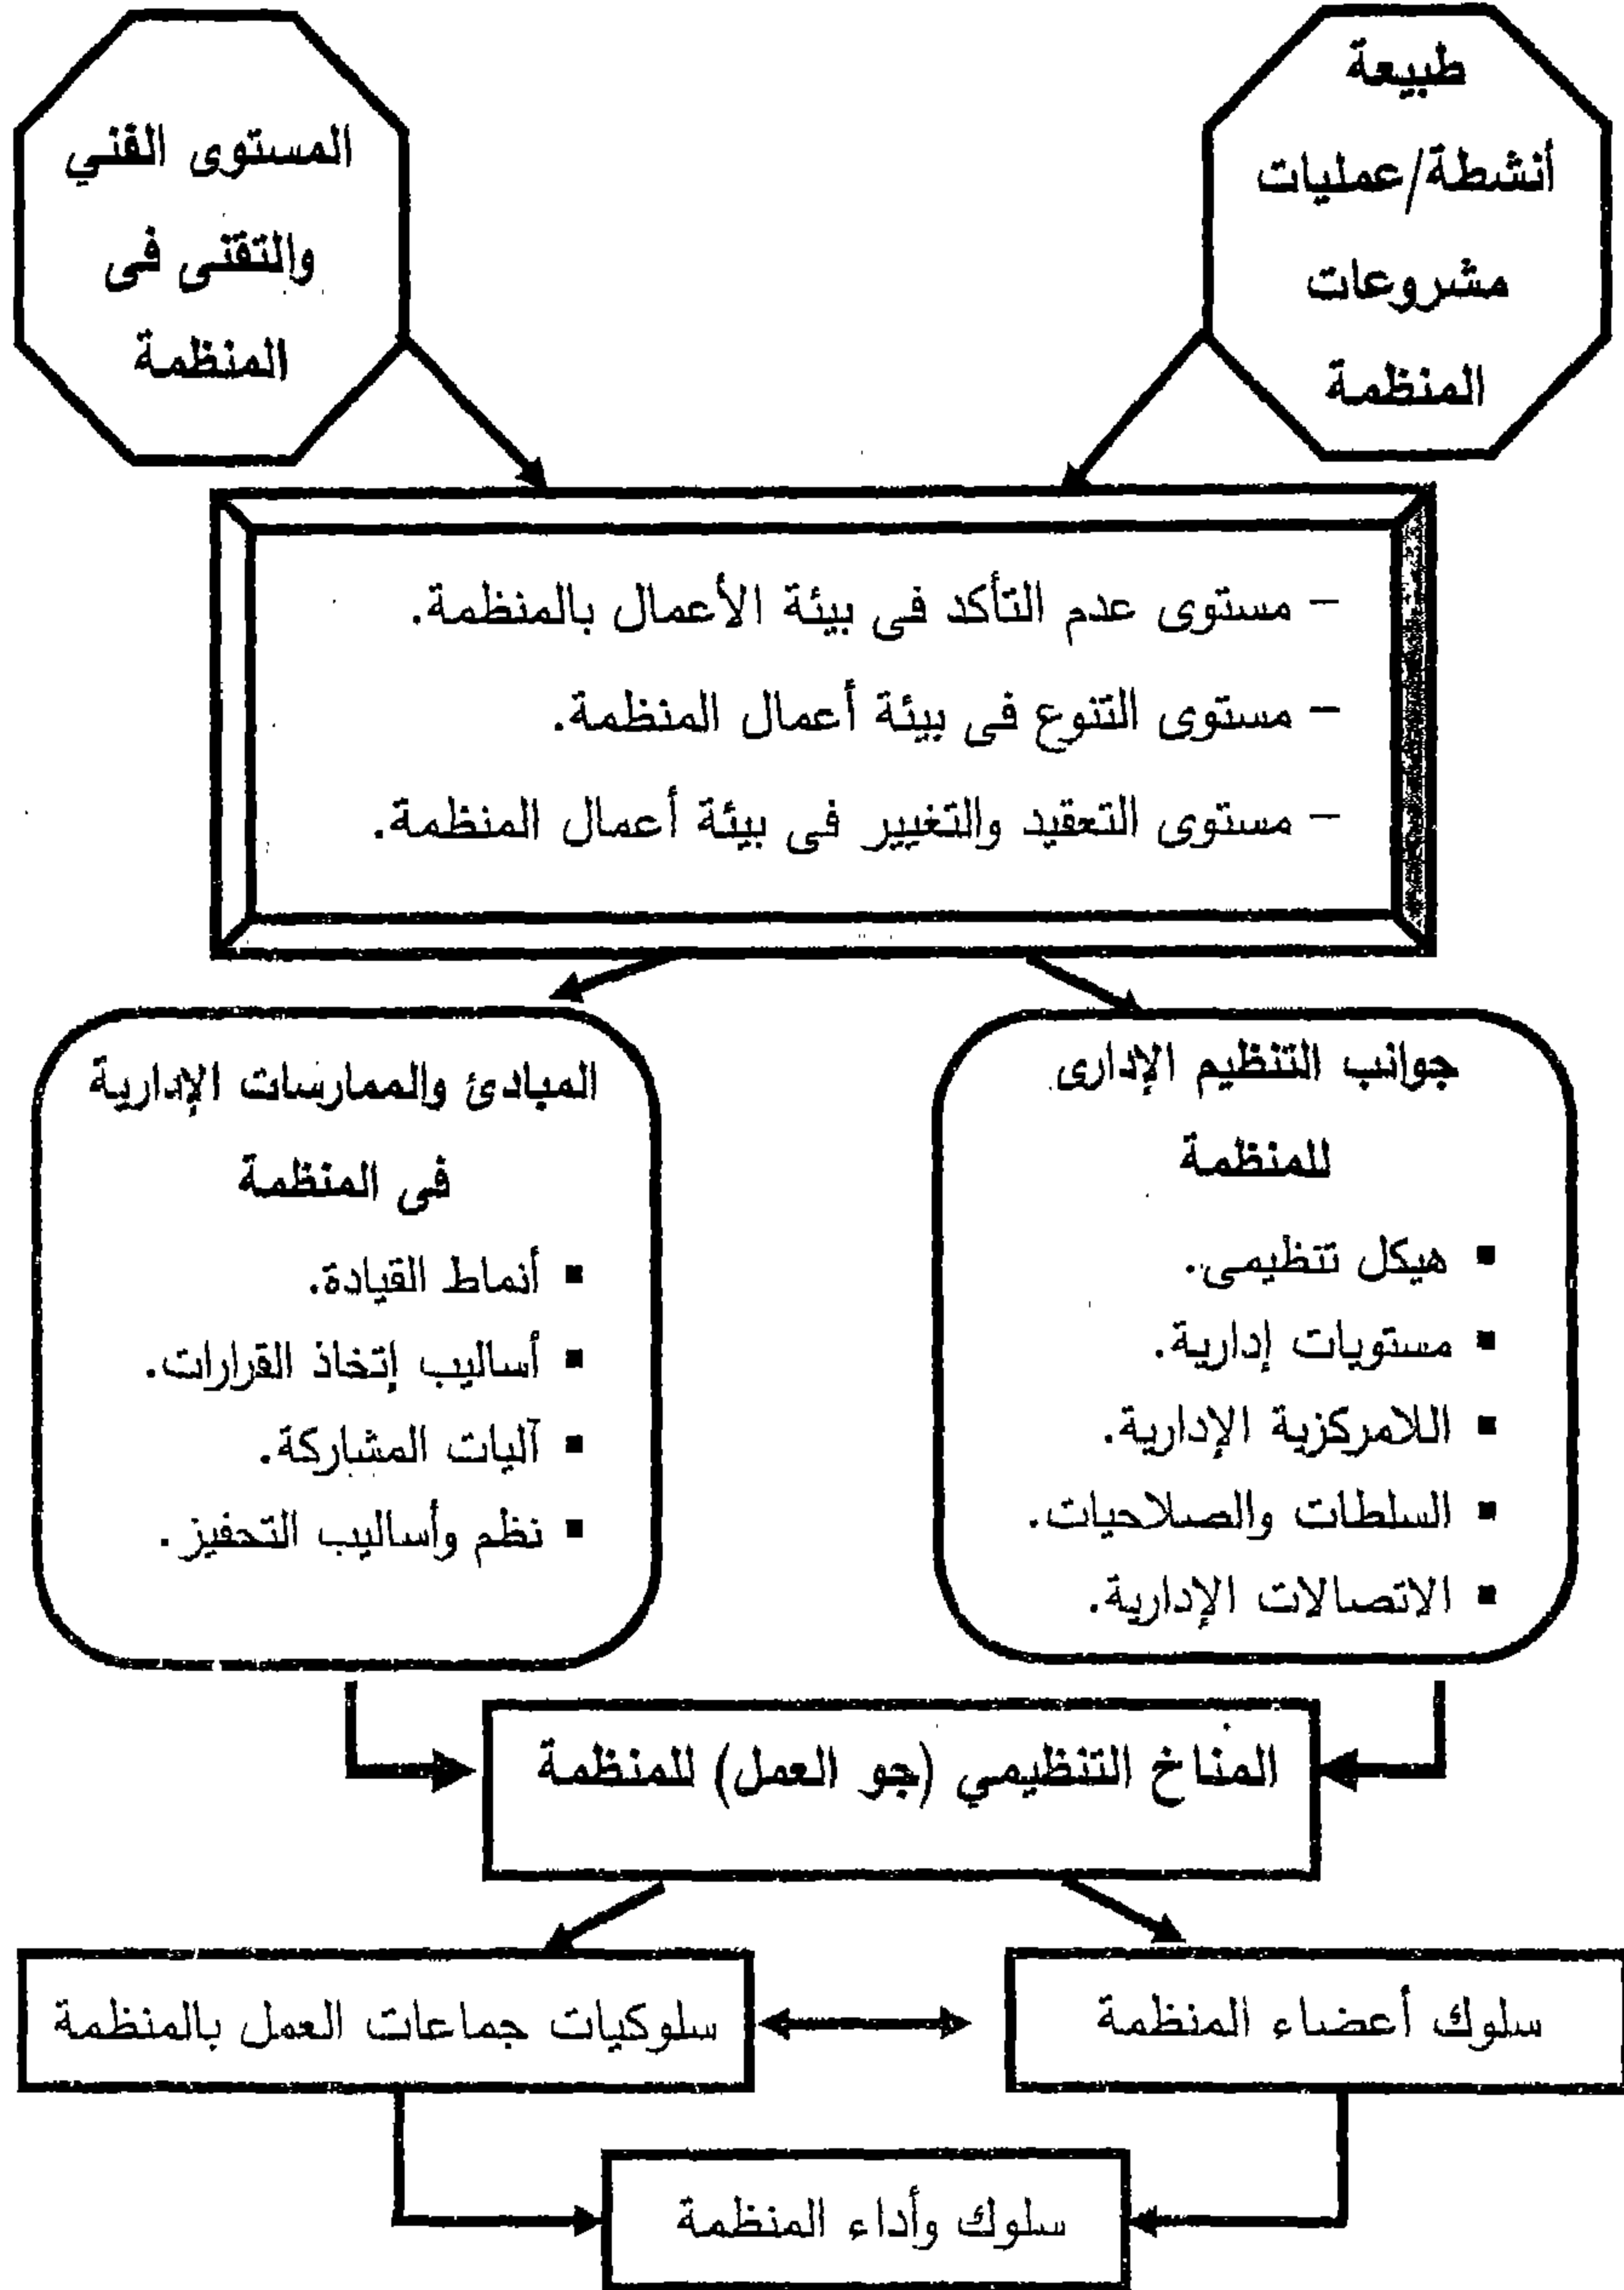 طبيعة
أنشطة/عمليات
مشروعات
المنظمة
المستوى الفني
والتقنى فى
المنظمة
– مستوى عدم التأكد فى بيئة الأعمال بالمنظمة.
– مستوى التنوع فى بيئة أعمال المنظمة.
– مستوى التعقيد والتغيير فى بيئة أعمال المنظمة.
جوانب التنظيم الإدارى
للمنظمة
▪ هيكل تنظيمى.
▪ مستويات إدارية.
▪ اللامركزية الإدارية.
▪ السلطات والصلاحيات.
▪ الاتصالات الإدارية.
المبادئ والممارسات الإدارية
فى المنظمة
▪ أنماط القيادة.
▪ أساليب إتخاذ القرارات.
▪ آليات المشاركة.
▪ نظم وأساليب التحفيز.
المناخ التنظيمي (جو العمل) للمنظمة
سلوك أعضاء المنظمة
سلوكيات جماعات العمل بالمنظمة
سلوك وأداء المنظمة